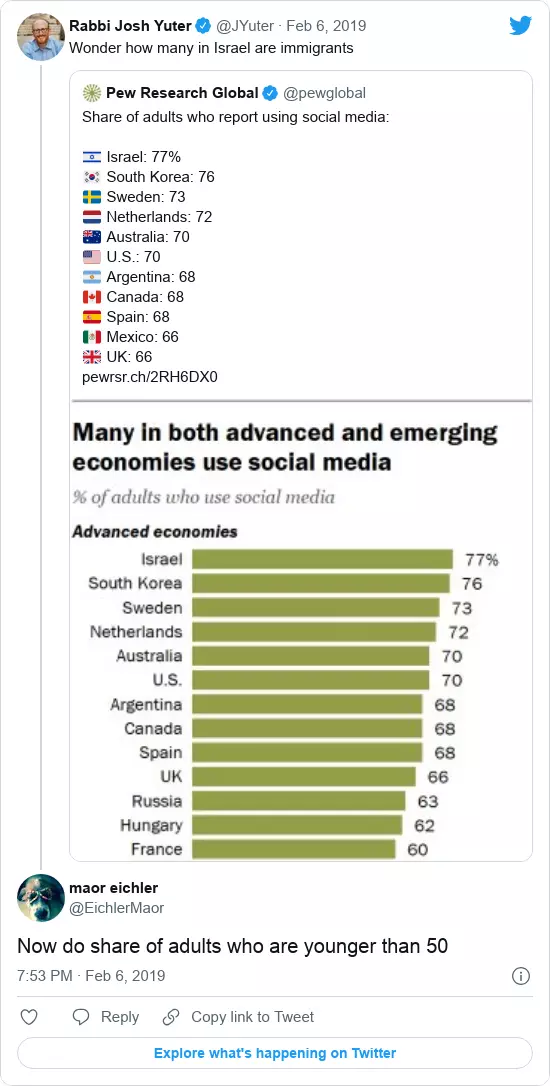 Rabbi Josh Yuter @JYuter · Feb 6, 2019
Wonder how many in Israel are immigrants
Pew Research Global @pewglobal
Share of adults who report using social media:
Israel: 77%
South Korea: 76
Sweden: 73
Netherlands: 72
Australia: 70
U.S.: 70
Argentina: 68
Canada: 68
Spain: 68
Mexico: 66
UK: 66
pewrsr.ch/2RH6DX0
Many in both advanced and emerging
economies use social media
% of adults who use social media
Advanced economies
Israel 77%
South Korea 76
Sweden 73
Netherlands 72
Australia 70
U.S. 70
Argentina 68
Canada 68
Spain 68
UK 66
Russia 63
Hungary 62
France 60
maor eichler
@EichlerMaor
Now do share of adults who are younger than 50
7:53 PM · Feb 6, 2019
Reply Copy link to Tweet
Explore what's happening on Twitter